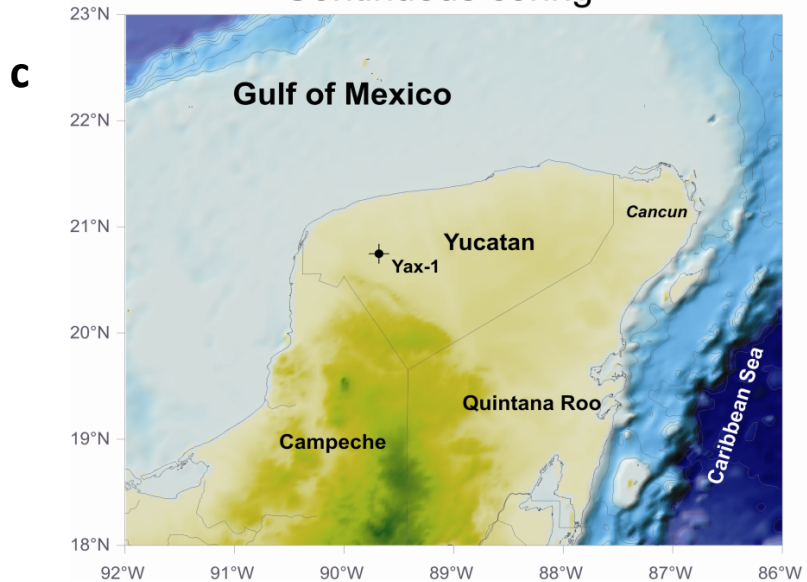 c
23°N
Gulf of Mexico
22°N
21°N
Cancun
Yucatan
Yax-1
20°N
Quintana Roo
Caribbean Sea
19°N
Campeche
18°N
92°W 91°W 90°W 89°W 88°W 87°W 86°W